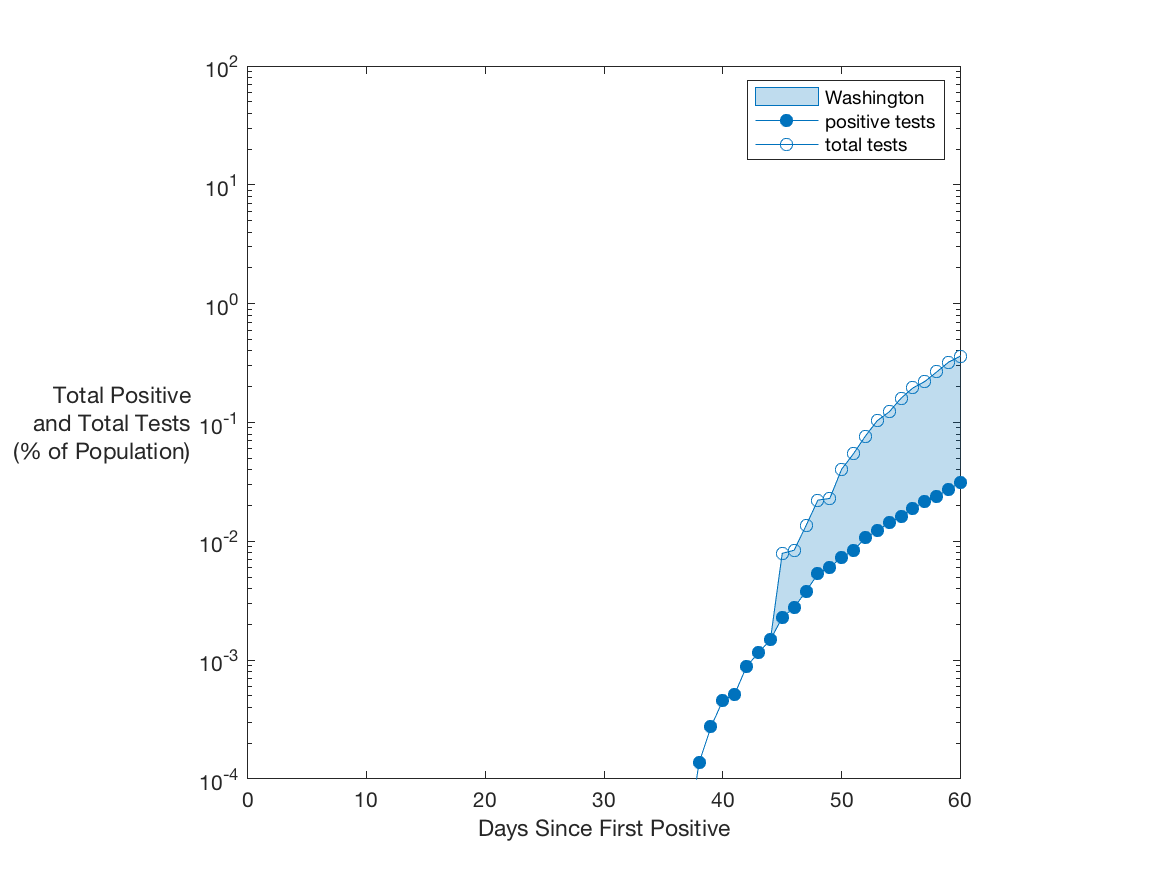 10^2
10^1
10^0
10^-1
10^-2
10^-3
10^-4
Total Positive
and Total Tests
(% of Population)
Washington
positive tests
total tests
0 10 20 30 40 50 60
Days Since First Positive